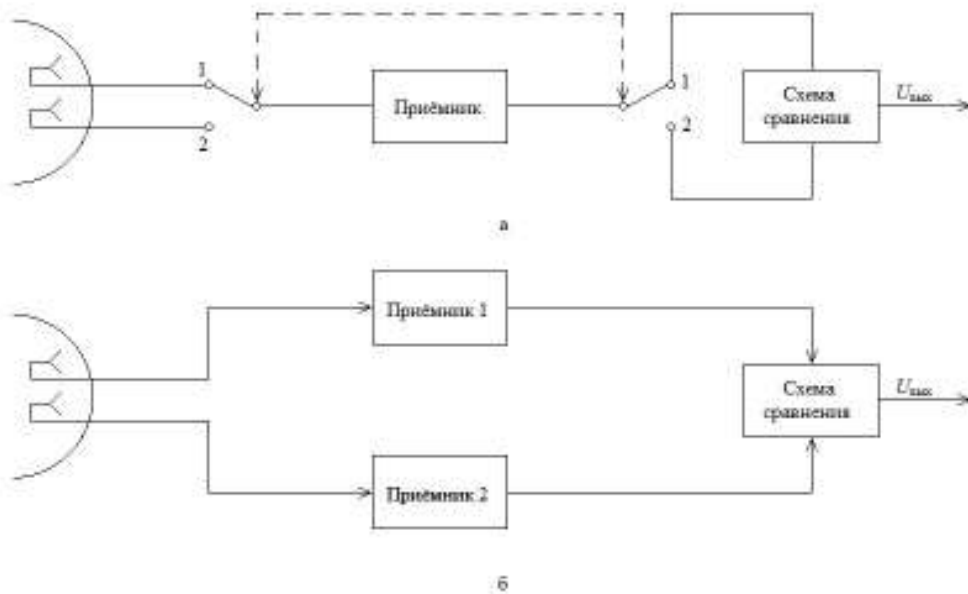 1
2
Приёмник
1
2
Схема
сравнения
Uвых
а
Приёмник 1
Приёмник 2
Схема
сравнения
Uвых
б